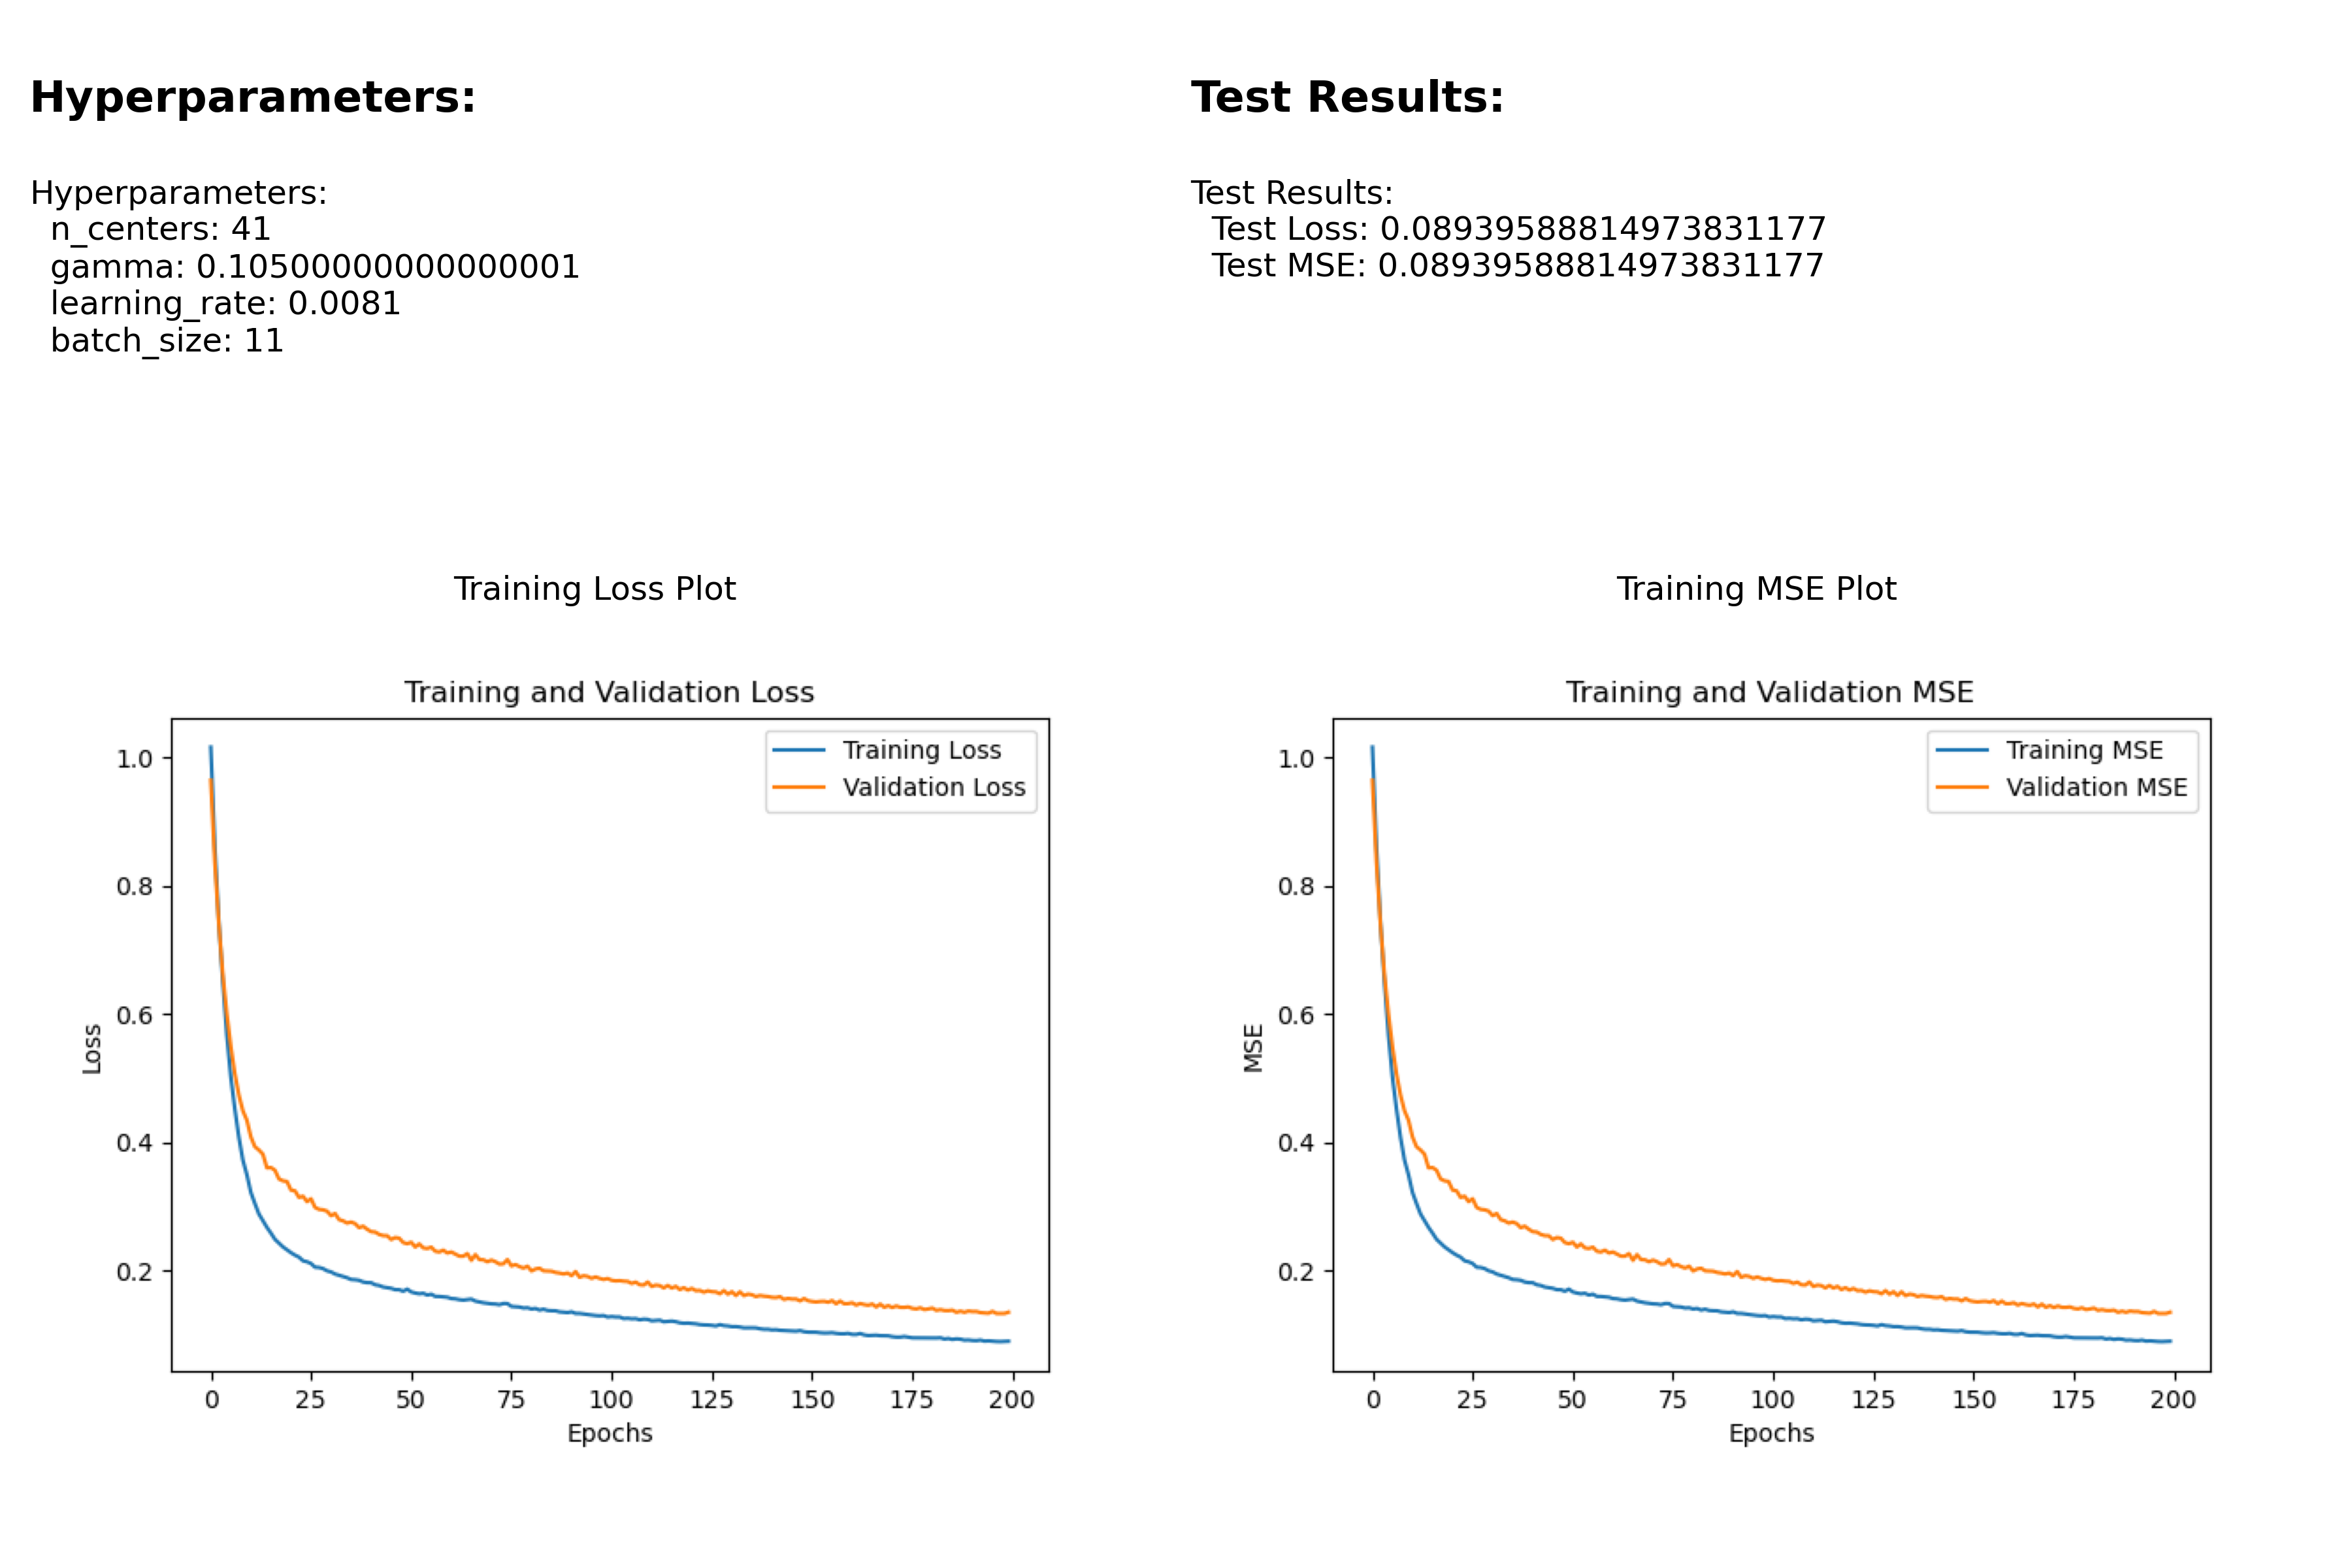 Hyperparameters:
Hyperparameters:
n_centers: 41
gamma: 0.10500000000000001
learning_rate: 0.0081
batch_size: 11
Test Results:
Test Results:
Test Loss: 0.08939588814973831177
Test MSE: 0.08939588814973831177
Training Loss Plot
Training and Validation Loss
Training Loss
Validation Loss
1.0
0.8
0.6
0.4
0.2
Loss
0 25 50 75 100 125 150 175 200
Epochs
Training MSE Plot
Training and Validation MSE
Training MSE
Validation MSE
1.0
0.8
0.6
0.4
0.2
MSE
0 25 50 75 100 125 150 175 200
Epochs